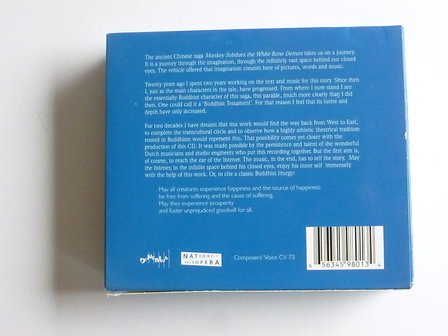 The ancient Chinese saga Monkey Subdues the White Bone Demon takes us on a journey.
It is a journey through the imagination, through the infinitely vast space behind our closed
eyes. The vehicle offered that imagination consists here of pictures, words and music.
Twenty years ago I spent two years working on the text and music for this story. Since then
I, just as the main characters in the tale, have progressed. From where I now stand I see
the essentially Buddhist character of this saga, this parable, much more clearly than I did
then. One could call it a 'Buddhist Testament'. For that reason I feel that its lustre and
depth have only increased.
For two decades I have dreamt that this work would find the way back from West to East,
to complete the transcultural circle and to observe how a highly athletic theatrical tradition
rooted in Buddhism would represent this. That possibility comes yet closer with the
production of this CD. It was made possible by the persistence and talent of the wonderful
Dutch musicians and studio engineers who put this recording together. But the first aim is,
of course, to reach the ear of the listener. The music, in the end, has to tell the story. May
the listener, in the infinite space behind his closed eyes, enjoy his inner self immensely
with the help of this work. Or, to cite a classic Buddhist liturgy:
May all creatures experience happiness and the source of happiness;
be free from suffering and the cause of suffering.
May they experience prosperity
and foster unprejudiced goodwill for all.
Donemus
NATIONALE
REISOPERA
Composers' Voice CV 73
6 56345 98013 4